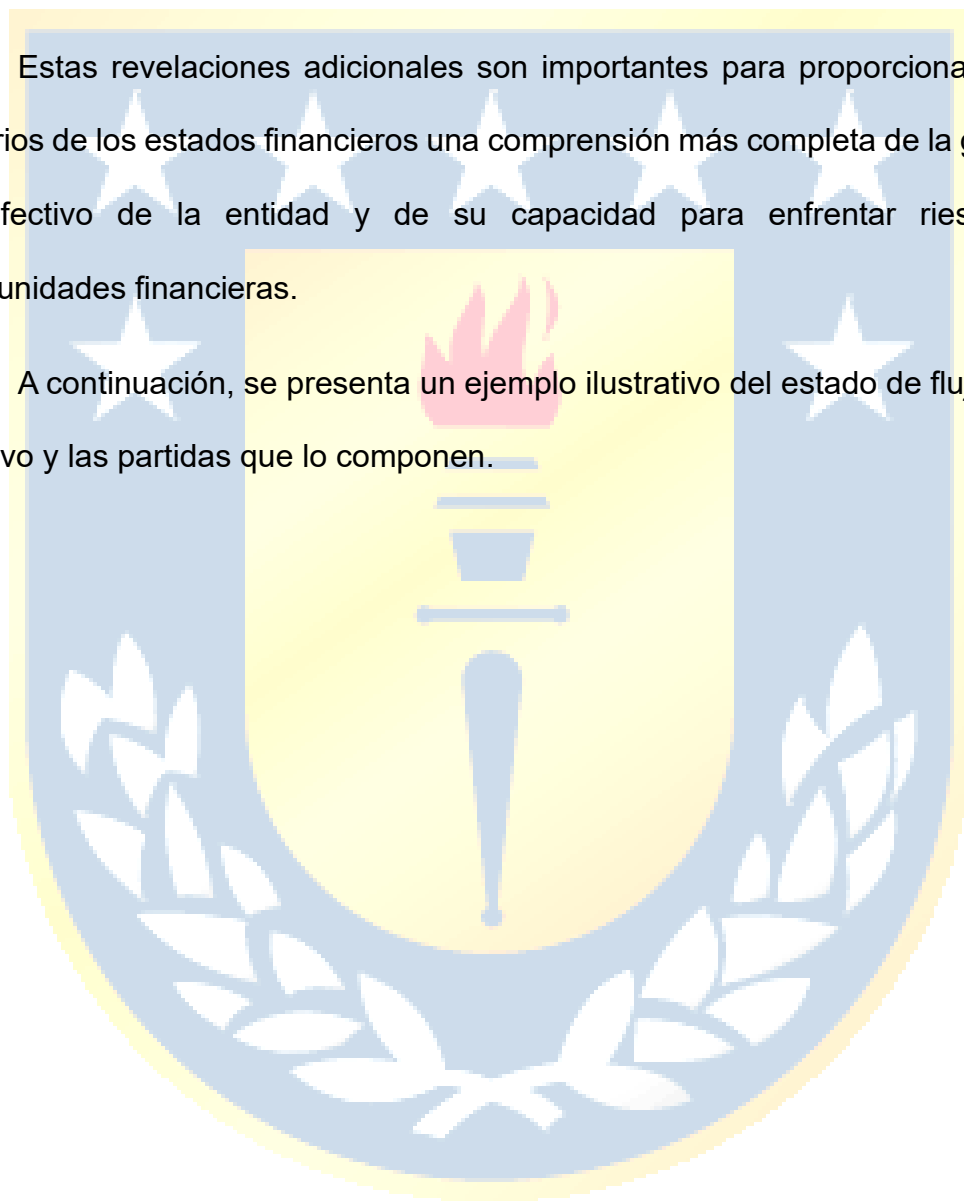 Estas revelaciones adicionales son importantes para proporciona
rios de los estados financieros una comprensión más completa de la g
fectivo de la entidad y de su capacidad para enfrentar ries
unidades financieras.
A continuación, se presenta un ejemplo ilustrativo del estado de flu
vo y las partidas que lo componen.